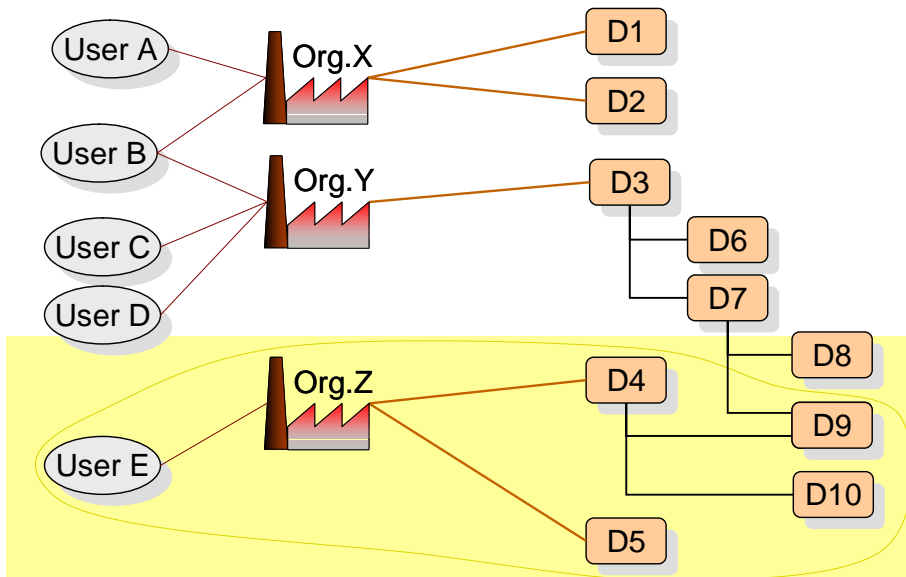 User A
Org.X
D1
D2
User B
Org.Y
D3
User C
D6
User D
D7
D8
Org.Z
D4
D9
User E
D10
D5